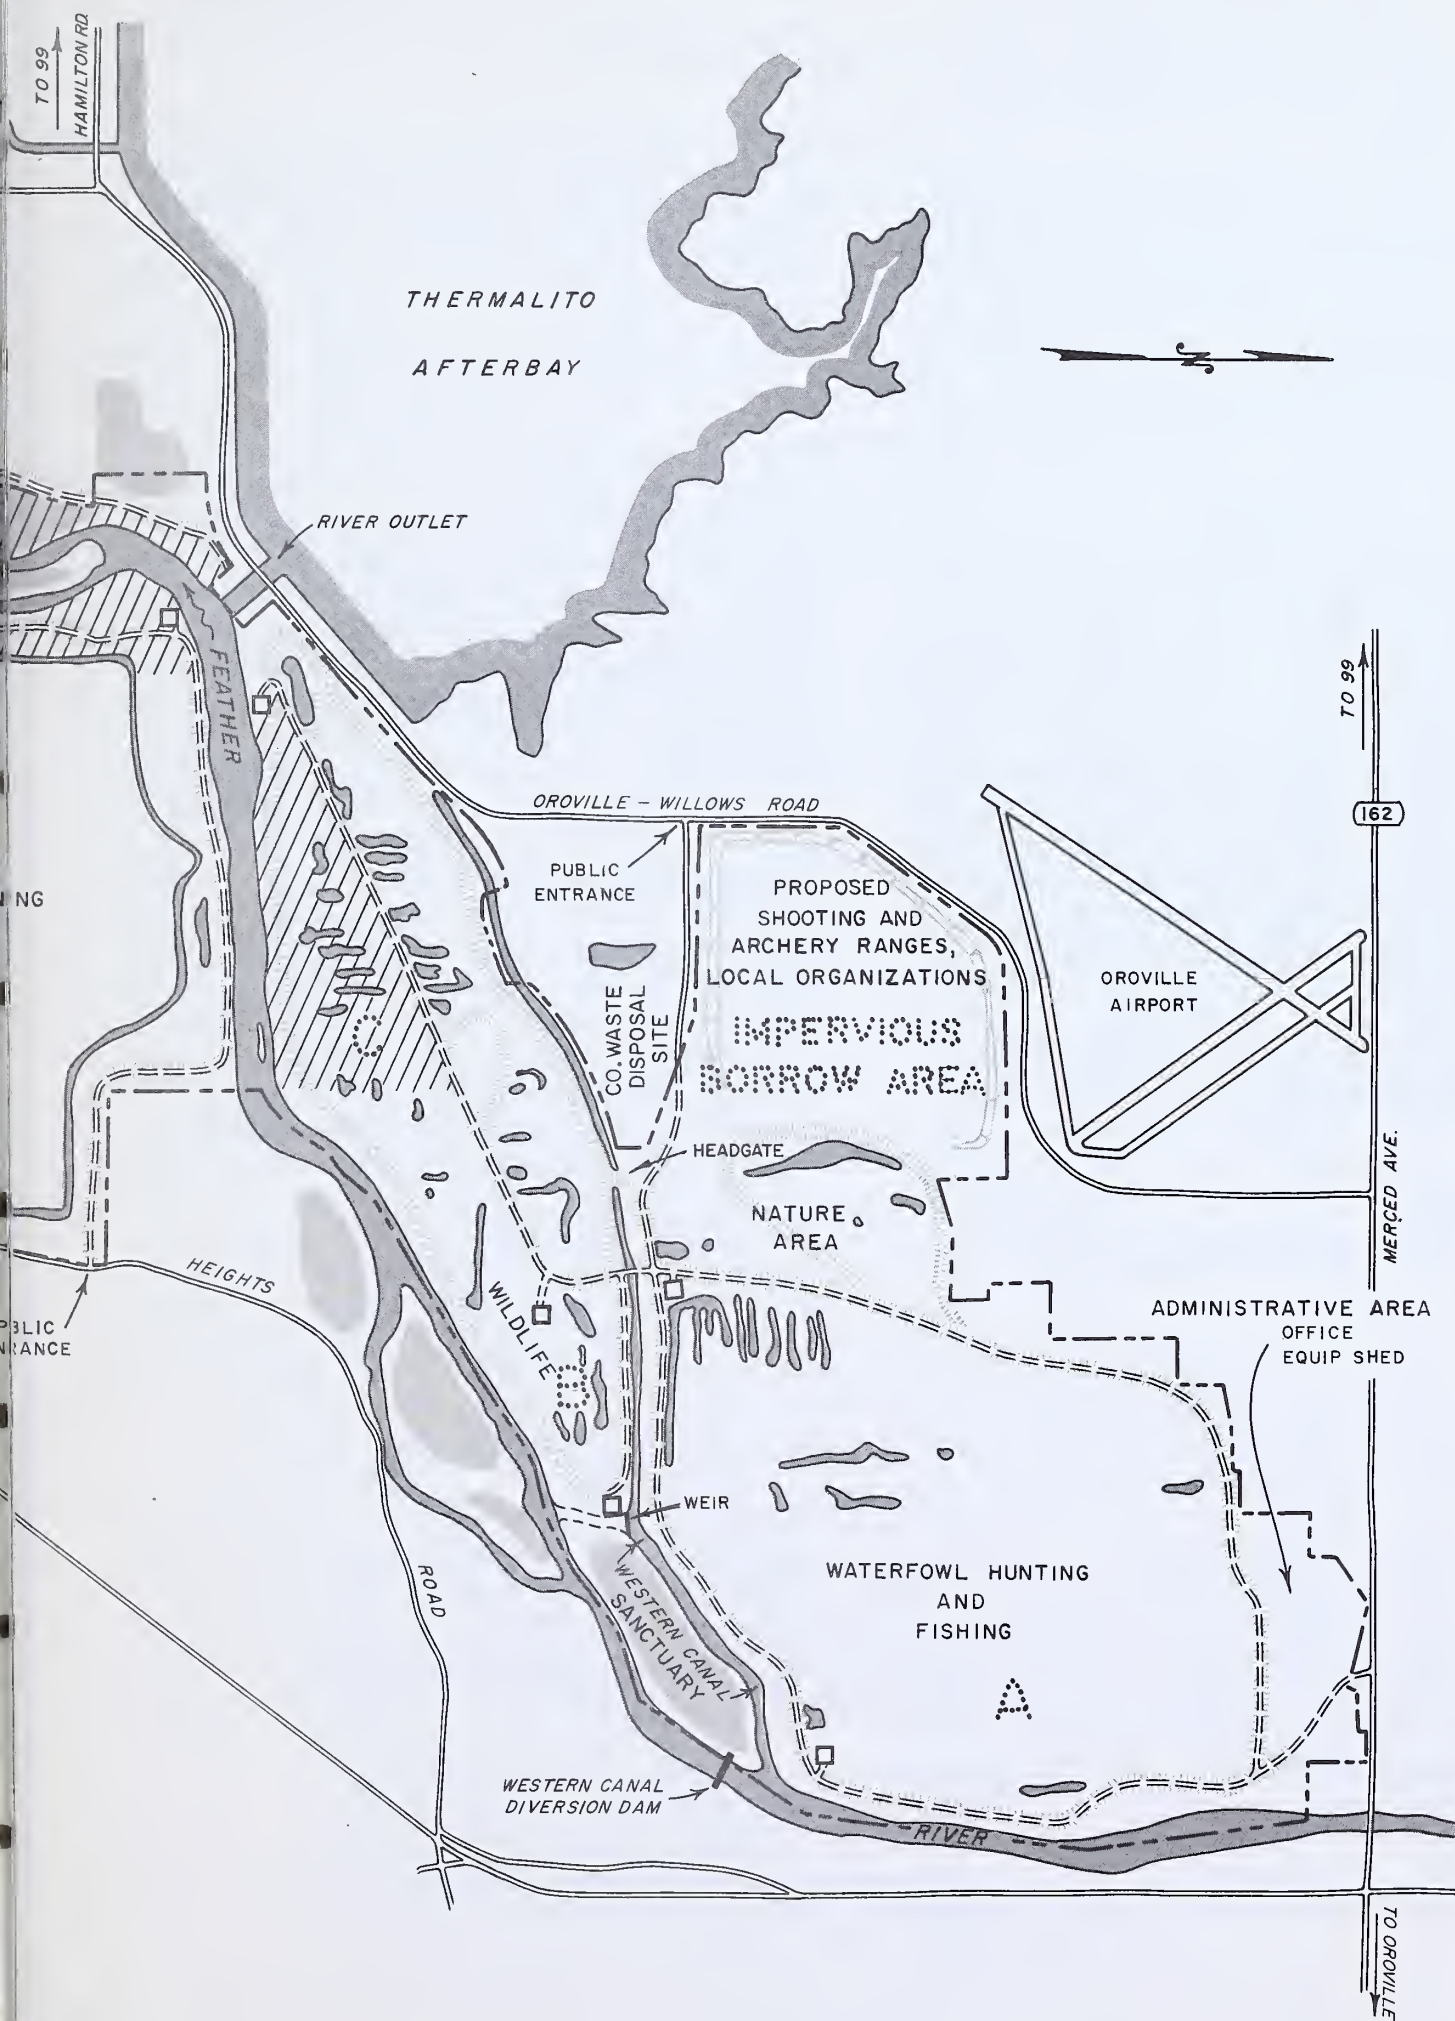 TO 99
HAMILTON RD.
THERMALITO
AFTERBAY
RIVER OUTLET
FEATHER
TO 99
162
OROVILLE - WILLOWS ROAD
PUBLIC
ENTRANCE
PROPOSED
SHOOTING AND
ARCHERY RANGES,
LOCAL ORGANIZATIONS
IMPERVIOUS
BORROW AREA
OROVILLE
AIRPORT
NG
CO. WASTE
DISPOSAL
SITE
C
HEADGATE
NATURE
AREA
MERCED AVE.
HEIGHTS
BLIC
RANCE
WILDLIFE
B
ADMINISTRATIVE AREA
OFFICE
EQUIP SHED
WEIR
ROAD
WESTERN CANAL
SANCTUARY
WATERFOWL HUNTING
AND
FISHING
A
WESTERN CANAL
DIVERSION DAM
RIVER
TO OROVILLE